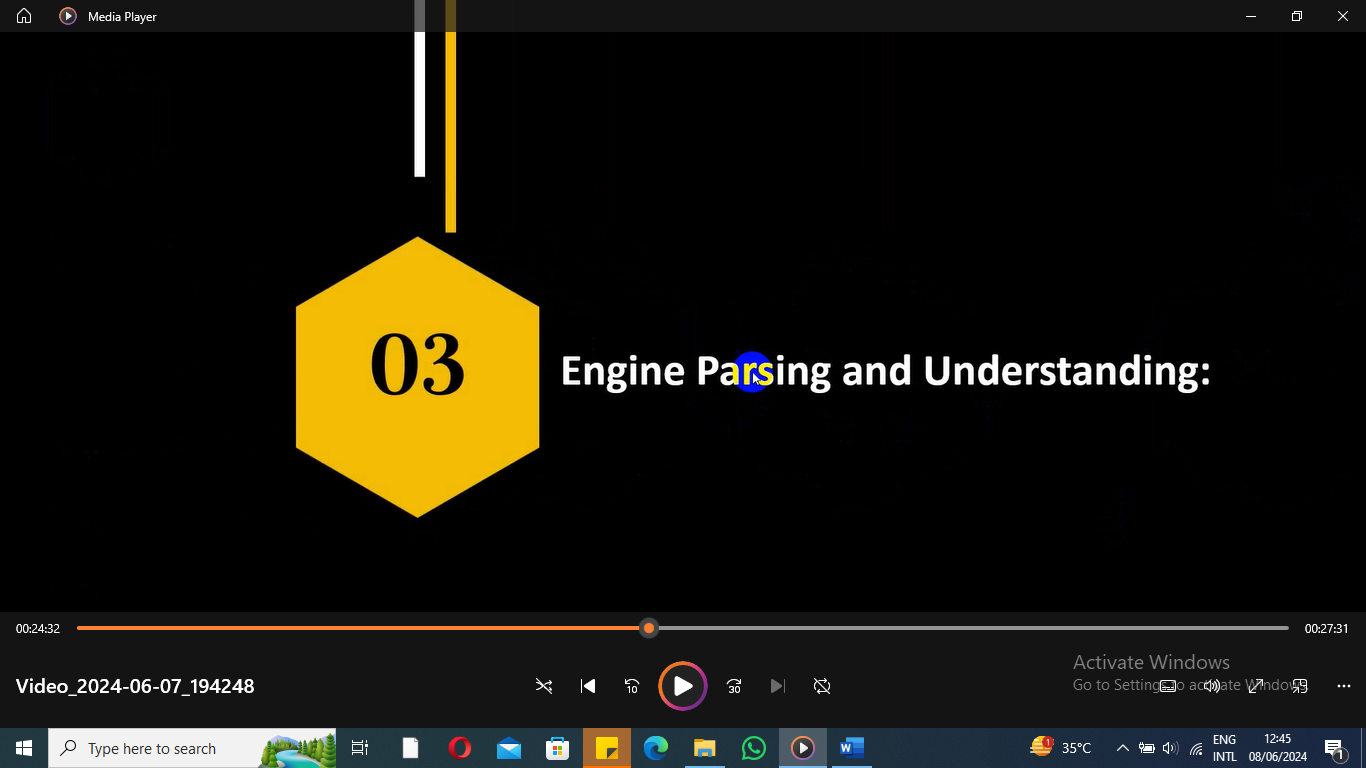 Media Player
03
Engine Parsing and Understanding:
00:24:32
00:27:31
Activate Windows
Go to Settings to activate Windows.
Video_2024-06-07_194248
10
30
Type here to search
1
35°C
ENG
INTL
12:45
08/06/2024
1